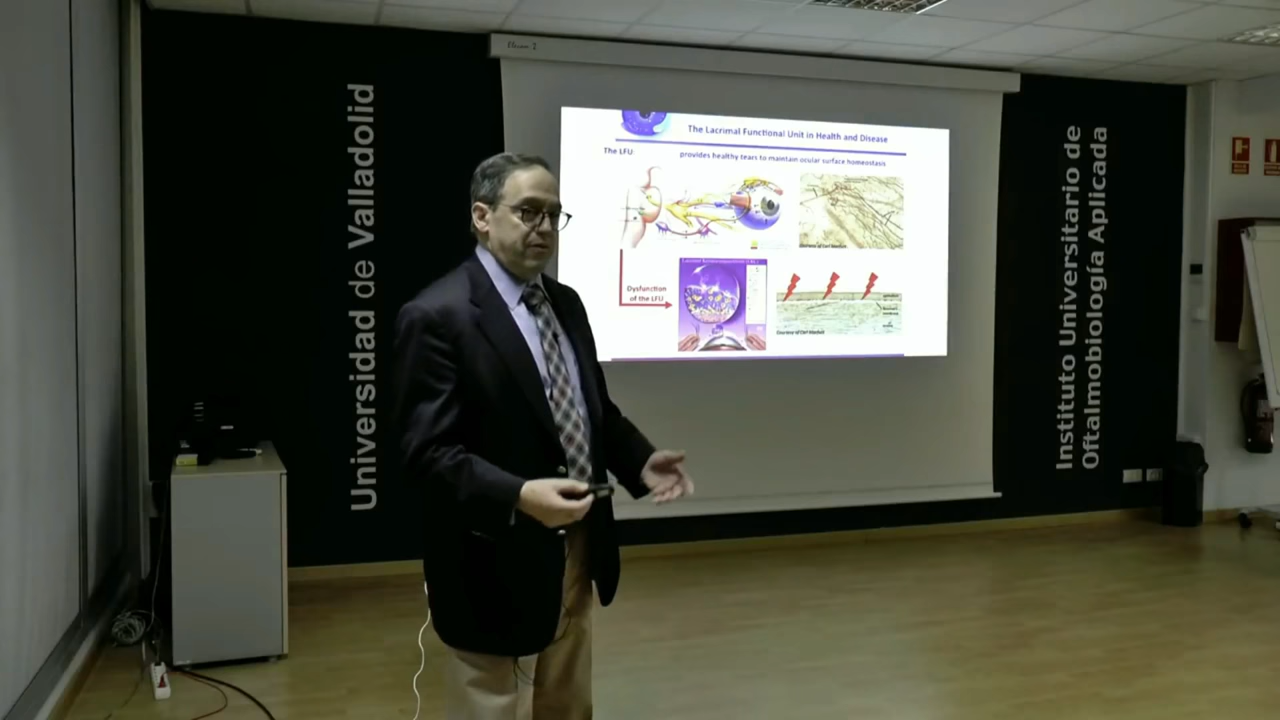 Universidad de Valladolid
The Lacrimal Functional Unit in Health and Disease
The LFU:
provides healthy tears to maintain ocular surface homeostasis
Dysfunction
of the LFU
Instituto Universitario de
Oftalmobiología Aplicada